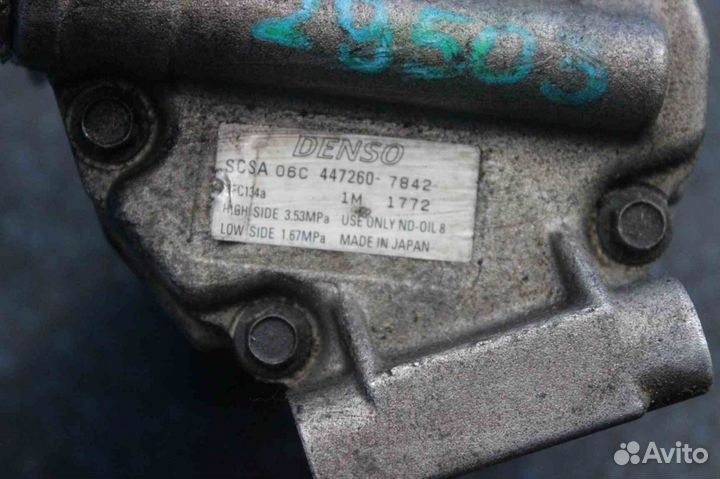 28503
DENSO
SCSA 06C 447260-7842
HFC134a 1M 1772
HIGH SIDE 3.53MPa USE ONLY ND-OIL 8
LOW SIDE 1.67MPa MADE IN JAPAN
Avito